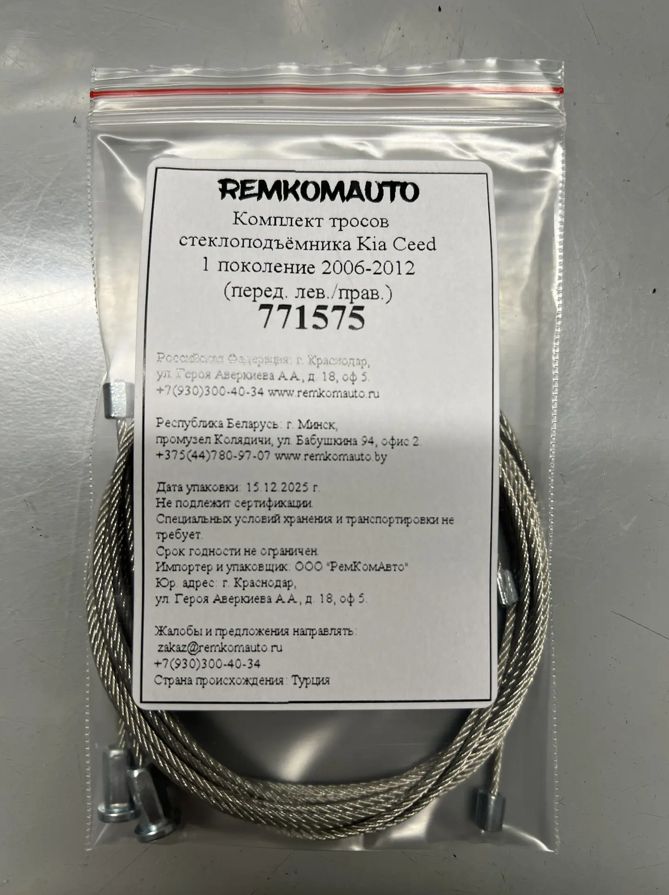 REMKOMAUTO
Комплект тросов
стеклоподъёмника Kia Ceed
1 поколение 2006-2012
(перед. лев./прав.)
771575
Российская Федерация: г. Краснодар,
ул. Героя Аверкиева А.А., д. 18, оф 5.
+7(930)300-40-34 www.remkomauto.ru
Республика Беларусь: г. Минск,
промузел Колядичи, ул. Бабушкина 94, офис 2.
+375(44)780-97-07 www.remkomauto.by
Дата упаковки: 15.12.2025 г.
Не подлежит сертификации.
Специальных условий хранения и транспортировки не
требует.
Срок годности не ограничен.
Импортер и упаковщик: ООО "РемКомАвто"
Юр. адрес: г. Краснодар,
ул. Героя Аверкиева А.А., д. 18, оф 5.
Жалобы и предложения направлять:
zakaz@remkomauto.ru
+7(930)300-40-34
Страна происхождения: Турция